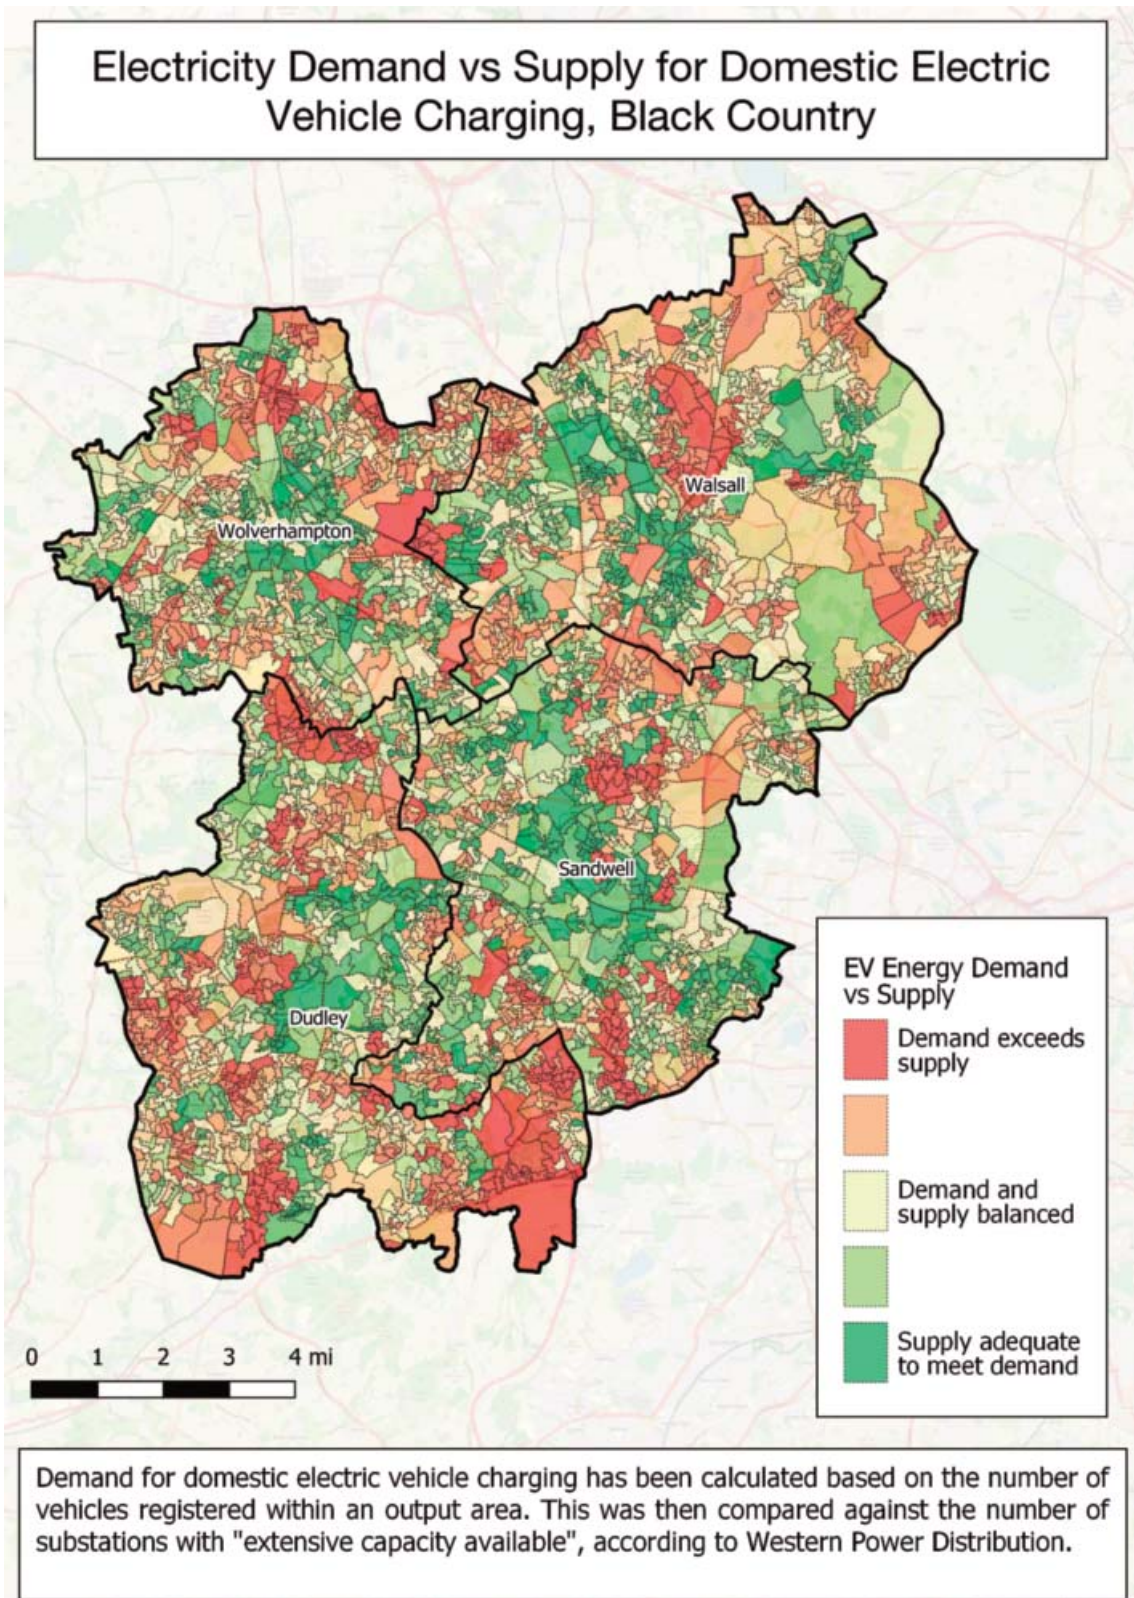 Electricity Demand vs Supply for Domestic Electric
Vehicle Charging, Black Country
Walsall
Wolverhampton
Sandwell
Dudley
EV Energy Demand
vs Supply
Demand exceeds
supply
Demand and
supply balanced
Supply adequate
to meet demand
0 1 2 3 4 mi
Demand for domestic electric vehicle charging has been calculated based on the number of
vehicles registered within an output area. This was then compared against the number of
substations with "extensive capacity available", according to Western Power Distribution.